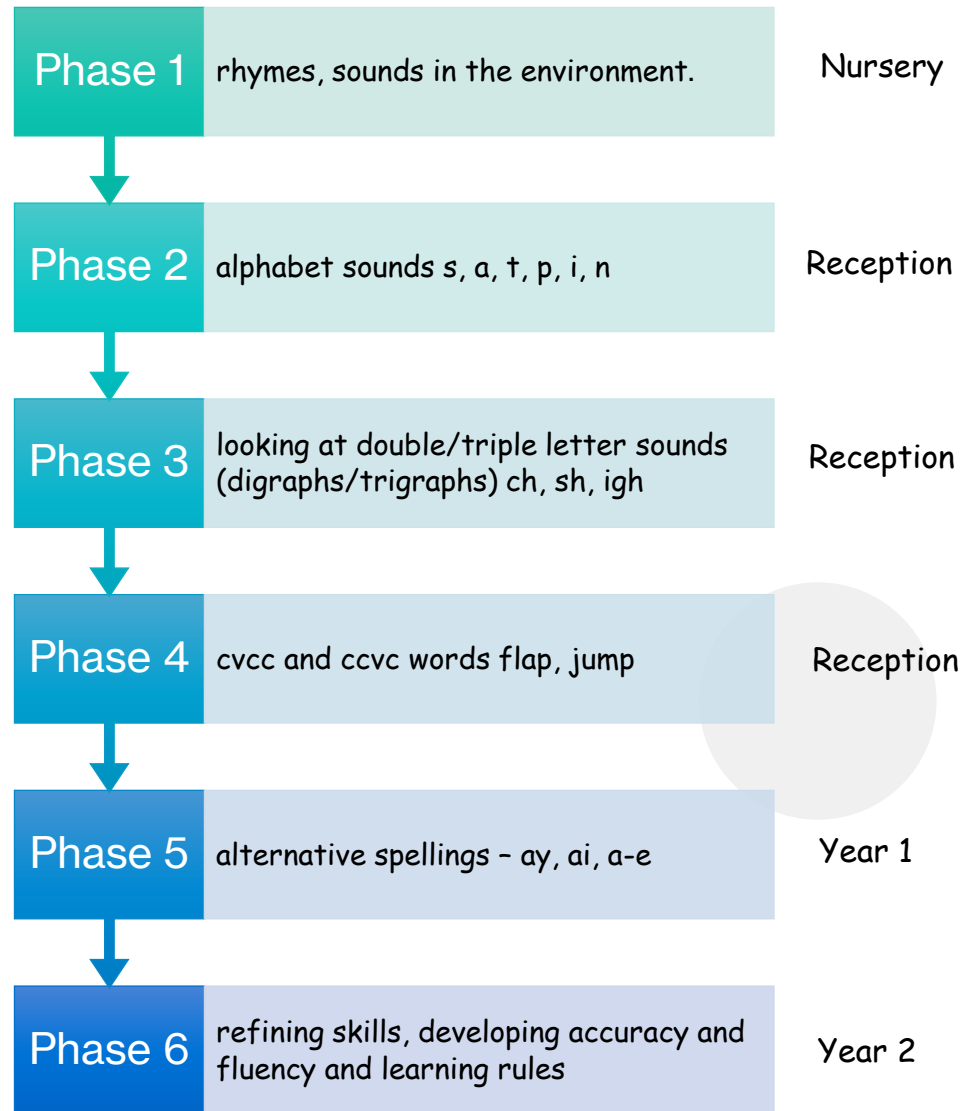 Phase 1
rhymes, sounds in the environment.
Nursery
Phase 2
alphabet sounds s, a, t, p, i, n
Reception
Phase 3
looking at double/triple letter sounds
(digraphs/trigraphs) ch, sh, igh
Reception
Phase 4
cvcc and ccvc words flap, jump
Reception
Phase 5
alternative spellings – ay, ai, a-e
Year 1
Phase 6
refining skills, developing accuracy and
fluency and learning rules
Year 2